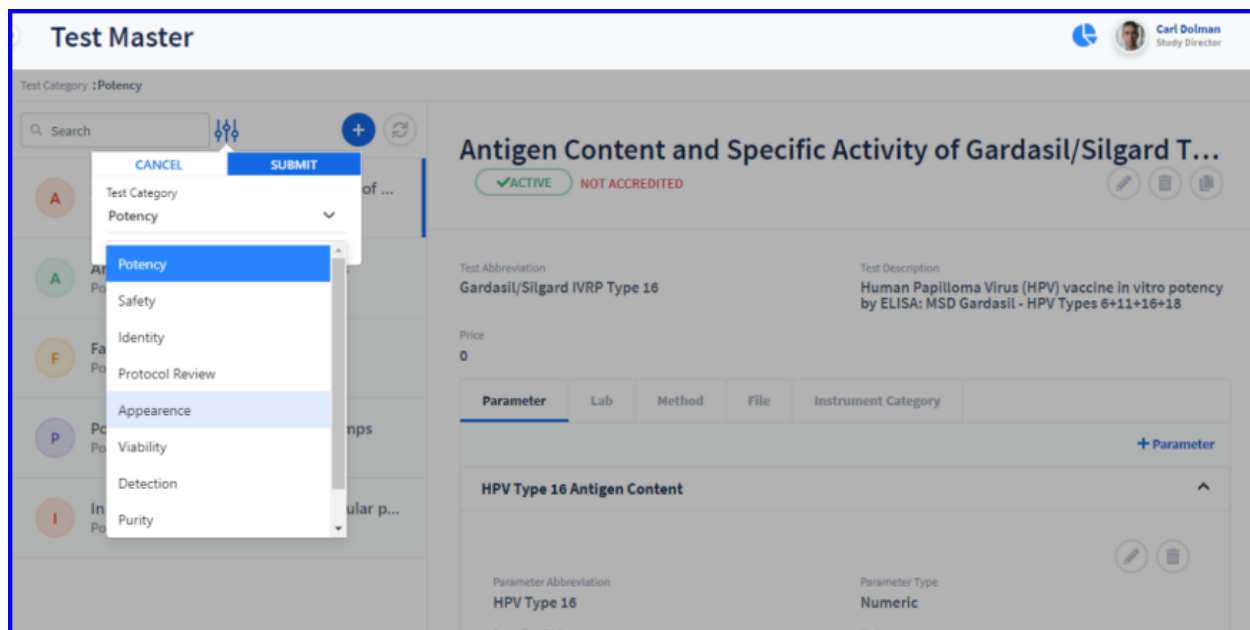 Test Master
Carl Dolman
Study Director
Test Category : Potency
Search
CANCEL
SUBMIT
Test Category
Potency
Potency
Safety
Identity
Protocol Review
Appearence
Viability
Detection
Purity
A
of ...
A
Po
F
Fa
Po
P
Po
mps
Po
I
In
ular p...
Po
Antigen Content and Specific Activity of Gardasil/Silgard T...
ACTIVE
NOT ACCREDITED
Test Abbreviation
Gardasil/Silgard IVRP Type 16
Test Description
Human Papilloma Virus (HPV) vaccine in vitro potency
by ELISA: MSD Gardasil - HPV Types 6+11+16+18
Price
0
Parameter Lab Method File Instrument Category
+ Parameter
HPV Type 16 Antigen Content
Parameter Abbreviation
HPV Type 16
Parameter Type
Numeric